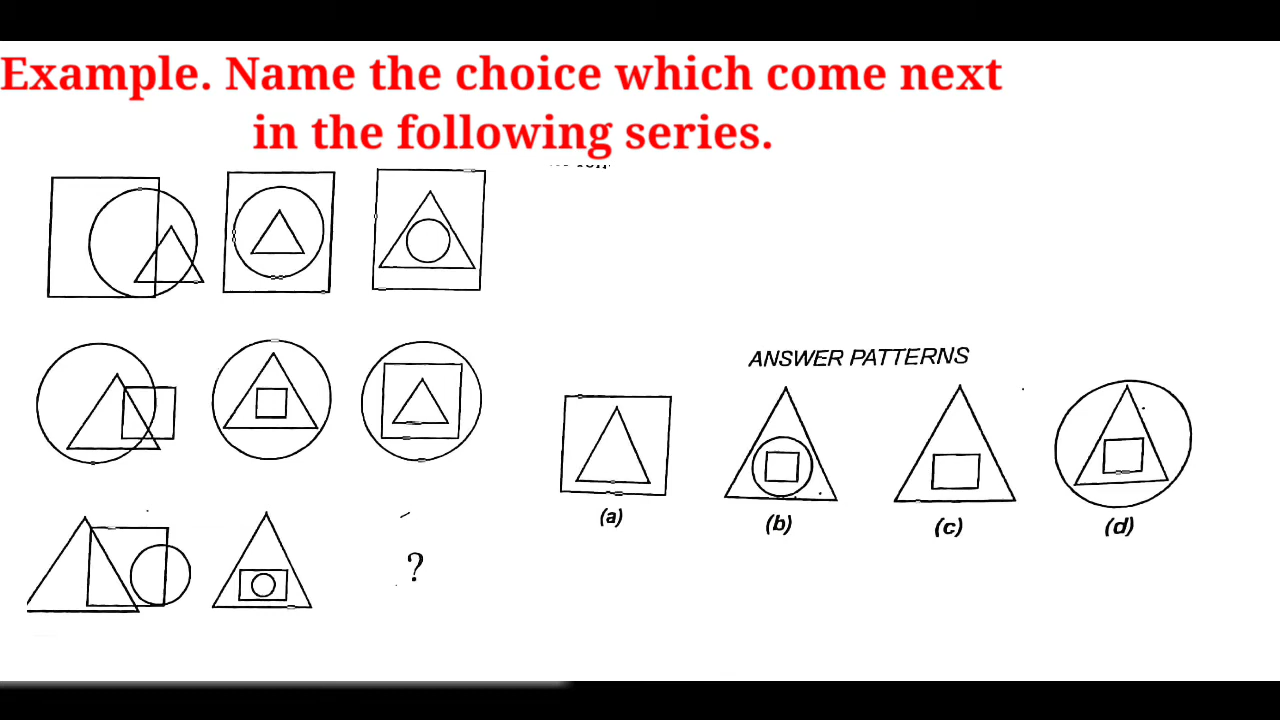 Example. Name the choice which come next
in the following series.
ANSWER PATTERNS
?
(a)
(b)
(c)
(d)